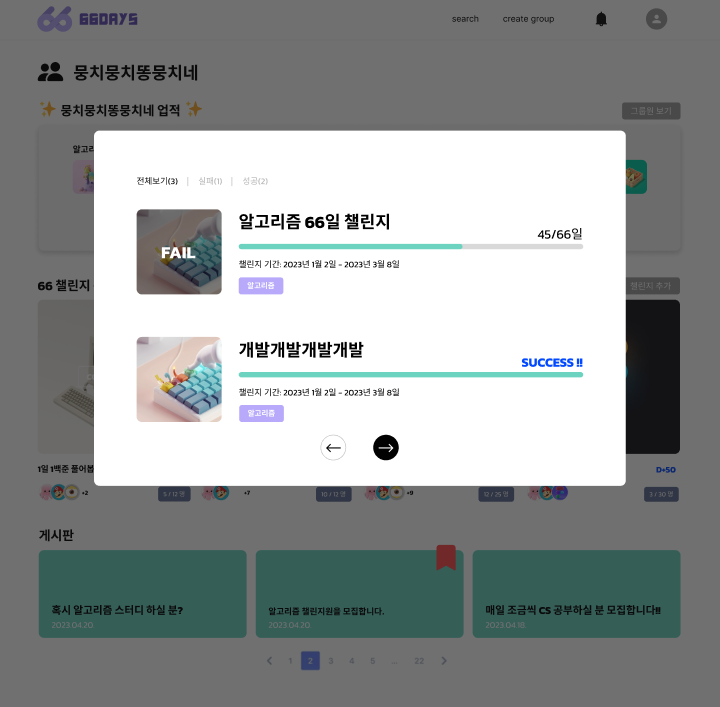 66DAYS
search
create group
뭉치뭉치똥뭉치네
✨ 뭉치뭉치똥뭉치네 업적 ✨
그룹원 보기
알고리
전체보기(3) | 실패(1) | 성공(2)
FAIL
알고리즘 66일 챌린지
45/66일
챌린지 기간: 2023년 1월 2일 - 2023년 3월 8일
알고리즘
66 챌린지
챌린지 추가
개발개발개발개발
SUCCESS !!
챌린지 기간: 2023년 1월 2일 - 2023년 3월 8일
알고리즘
1일 1백준 풀어봅
D+50
+2
5 / 12 명
+7
10 / 12 명
+9
12 / 25 명
3 / 30 명
게시판
혹시 알고리즘 스터디 하실 분?
2023.04.20.
알고리즘 챌린지원을 모집합니다.
2023.04.20.
매일 조금씩 CS 공부하실 분 모집합니다!!
2023.04.18.
1 2 3 4 5 ... 22